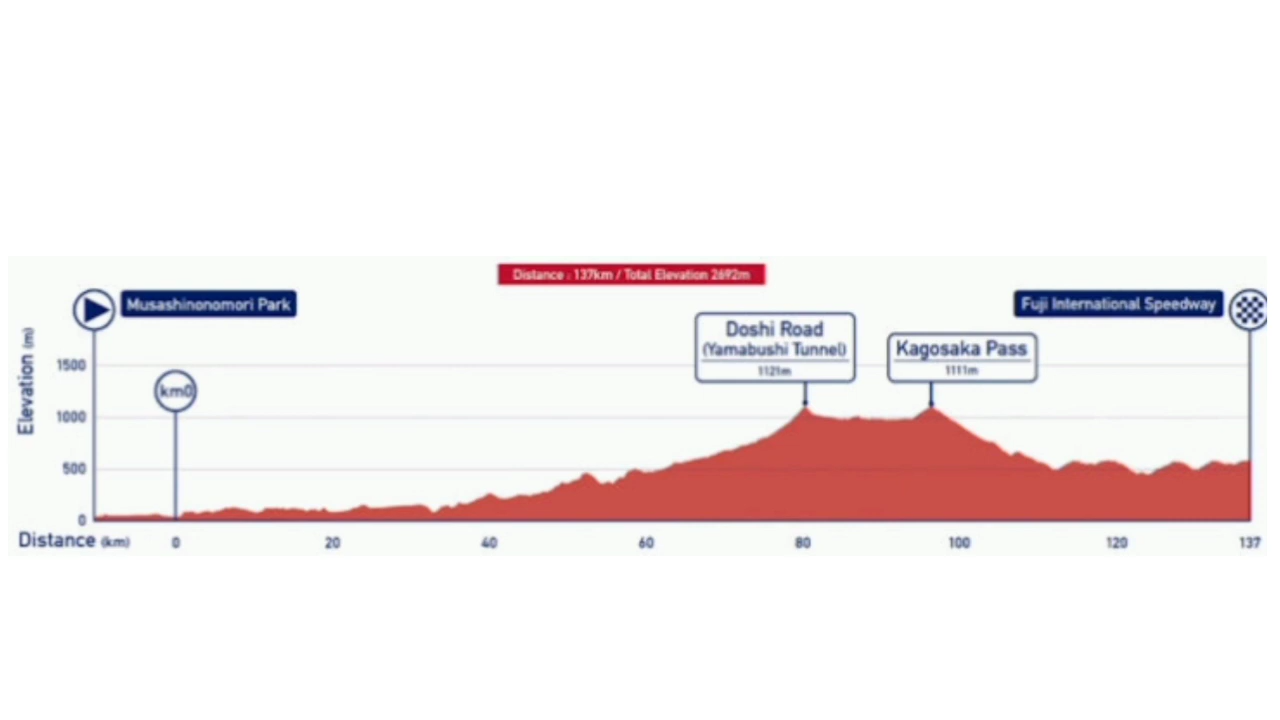 Distance : 137km / Total Elevation 2692m
Musashinonomori Park
Fuji International Speedway
Doshi Road
(Yamabushi Tunnel)
1121m
Kagosaka Pass
1111m
km0
Elevation (m)
1500
1000
500
0
Distance (km)
0 20 40 60 80 100 120 137